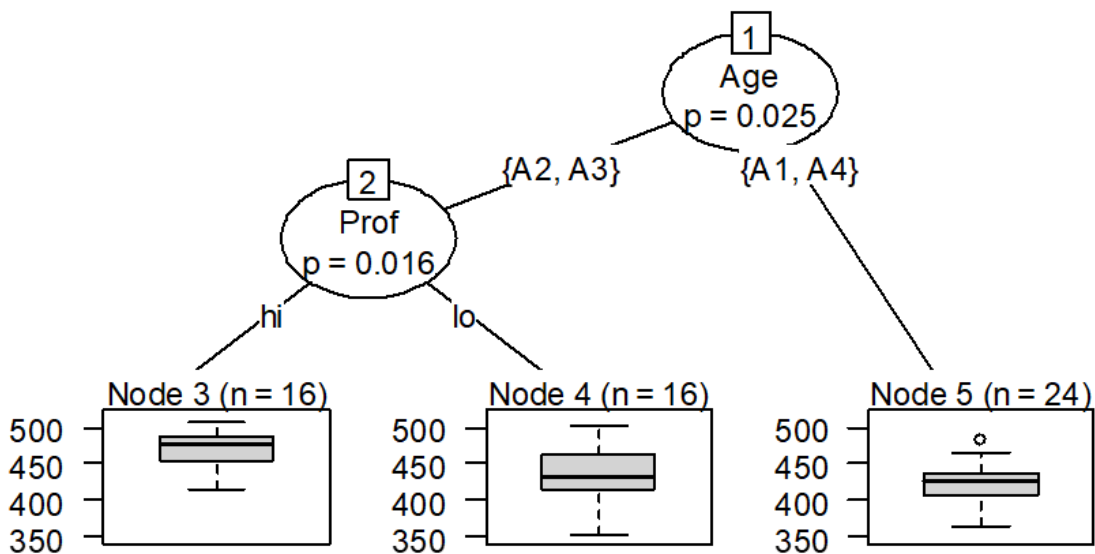 1
Age
p = 0.025
{A2, A3}
{A1, A4}
2
Prof
p = 0.016
hi
lo
Node 3 (n = 16)
500
450
400
350
Node 4 (n = 16)
500
450
400
350
Node 5 (n = 24)
500
450
400
350